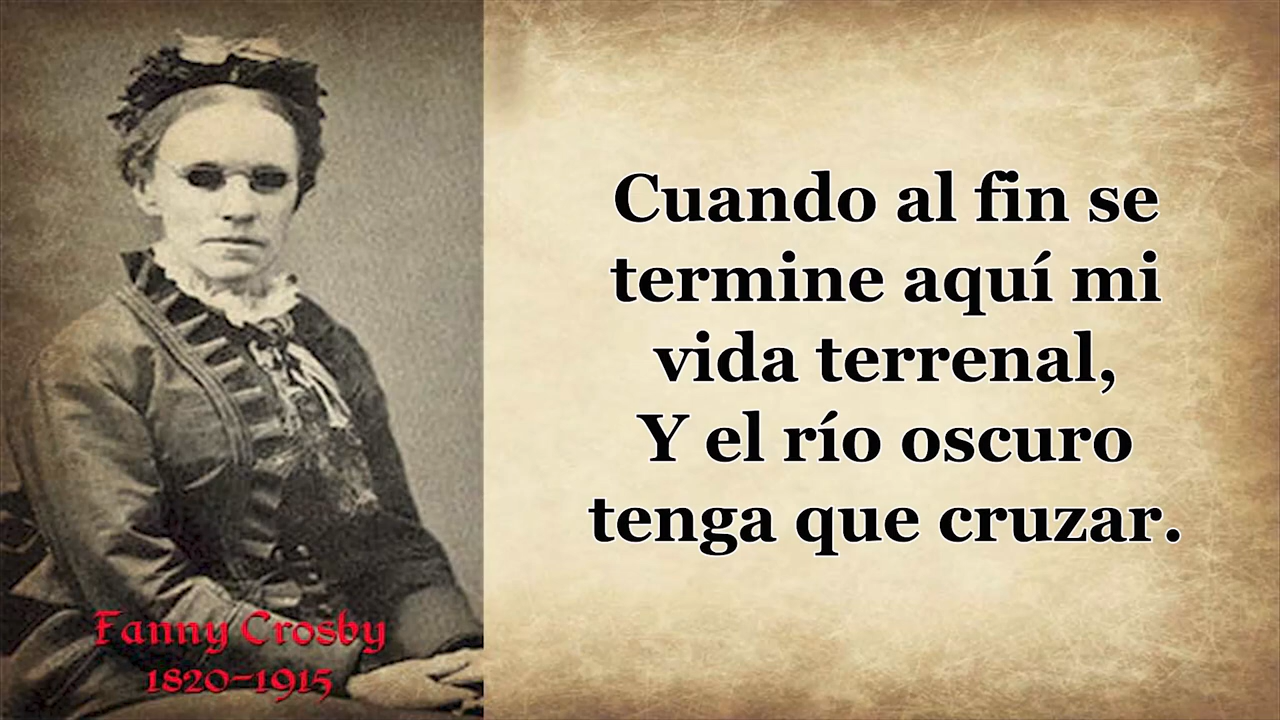 Cuando al fin se
termine aquí mi
vida terrenal,
Y el río oscuro
tenga que cruzar.
Fanny Crosby
1820-1915